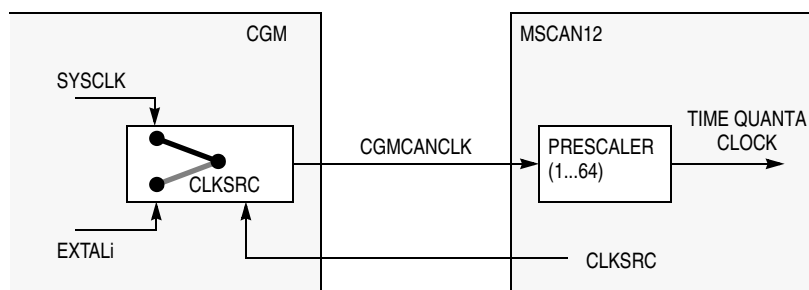 CGM
MSCAN12
SYSCLK
TIME QUANTA
CLOCK
CGMCANCLK
PRESCALER
(1...64)
CLKSRC
EXTALi
CLKSRC